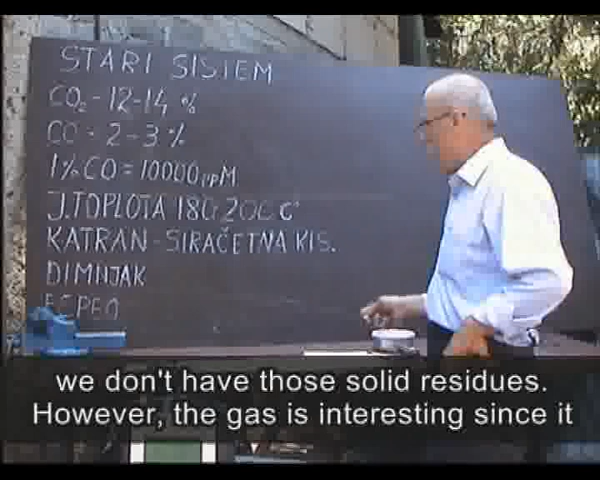 STARI SISTEM
CO₂ - 12-14 %
CO = 2-3 %
1% CO = 10000 ppM
J.TOPLOTA 180 200 C°
KATRAN - SIRAČETNA KIS.
DIMNJAK
we don't have those solid residues.
However, the gas is interesting since it